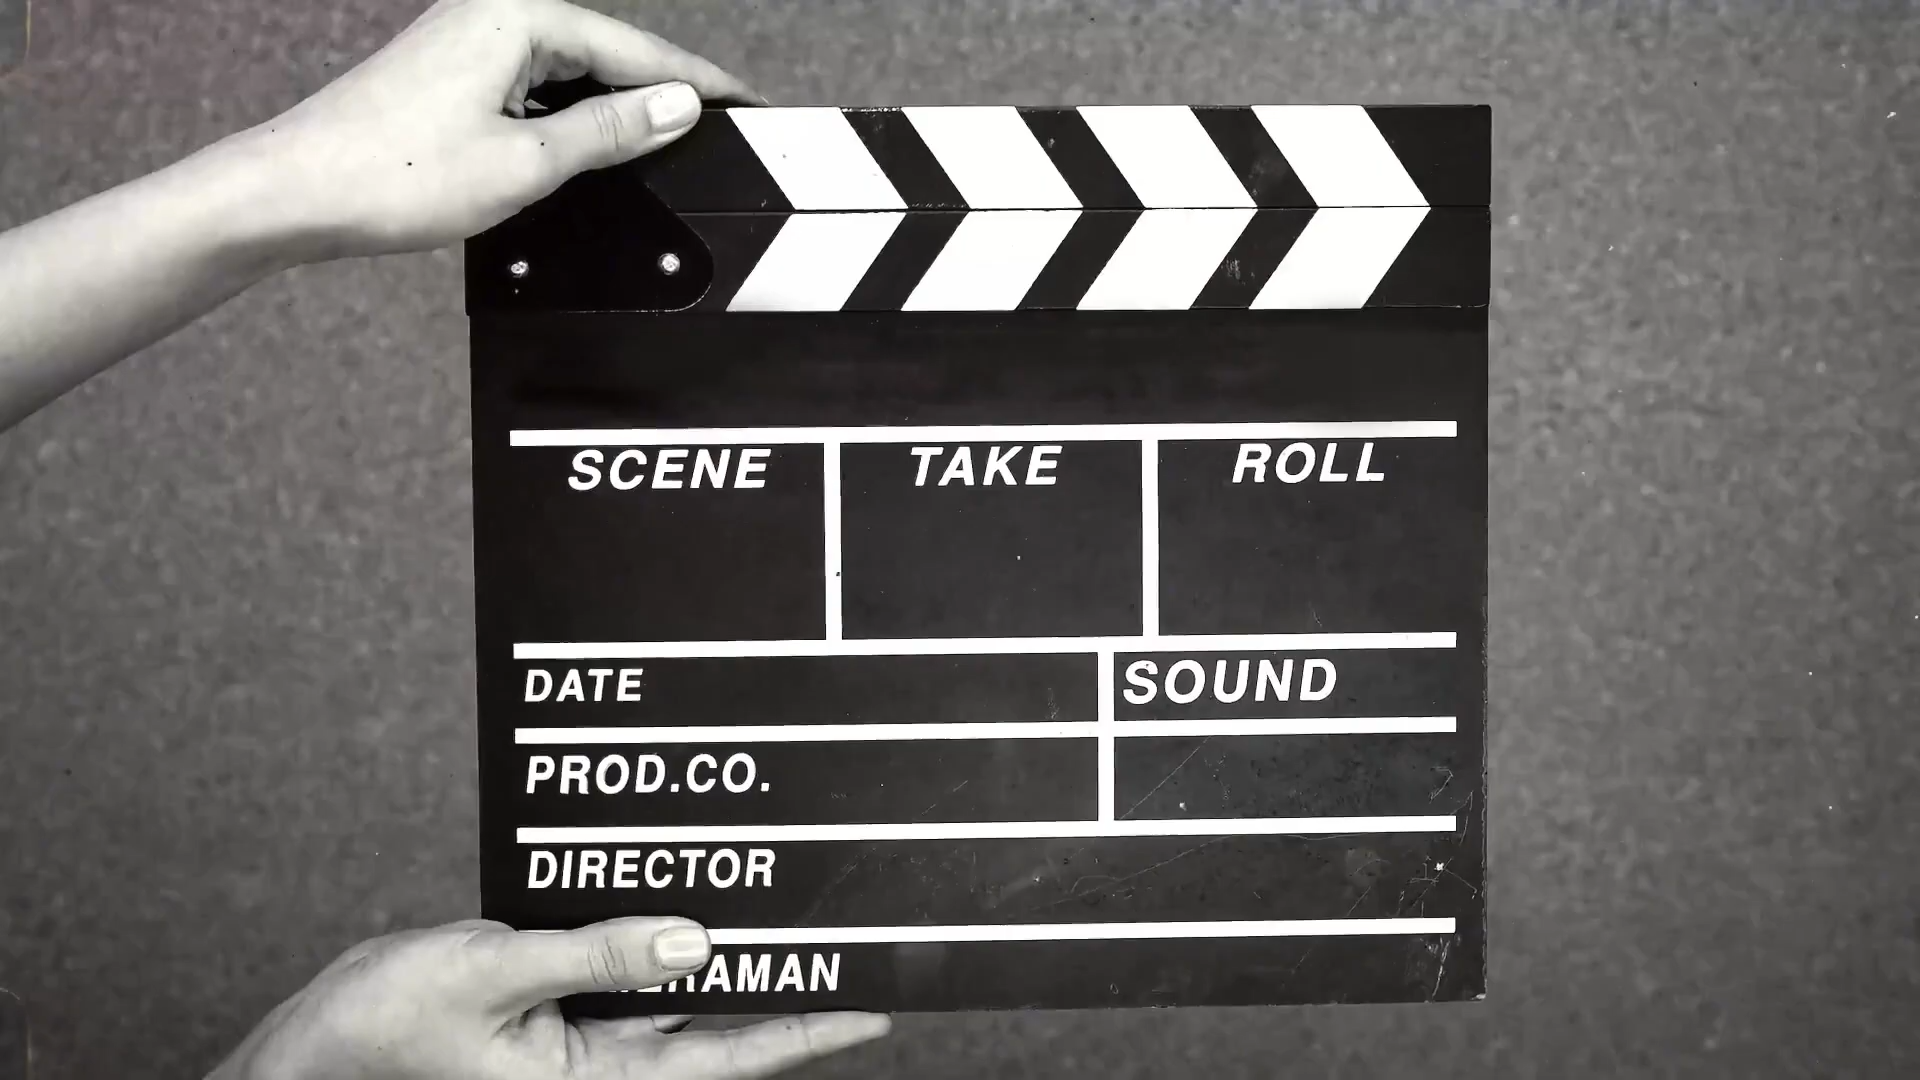 SCENE TAKE ROLL
DATE SOUND
PROD.CO.
DIRECTOR